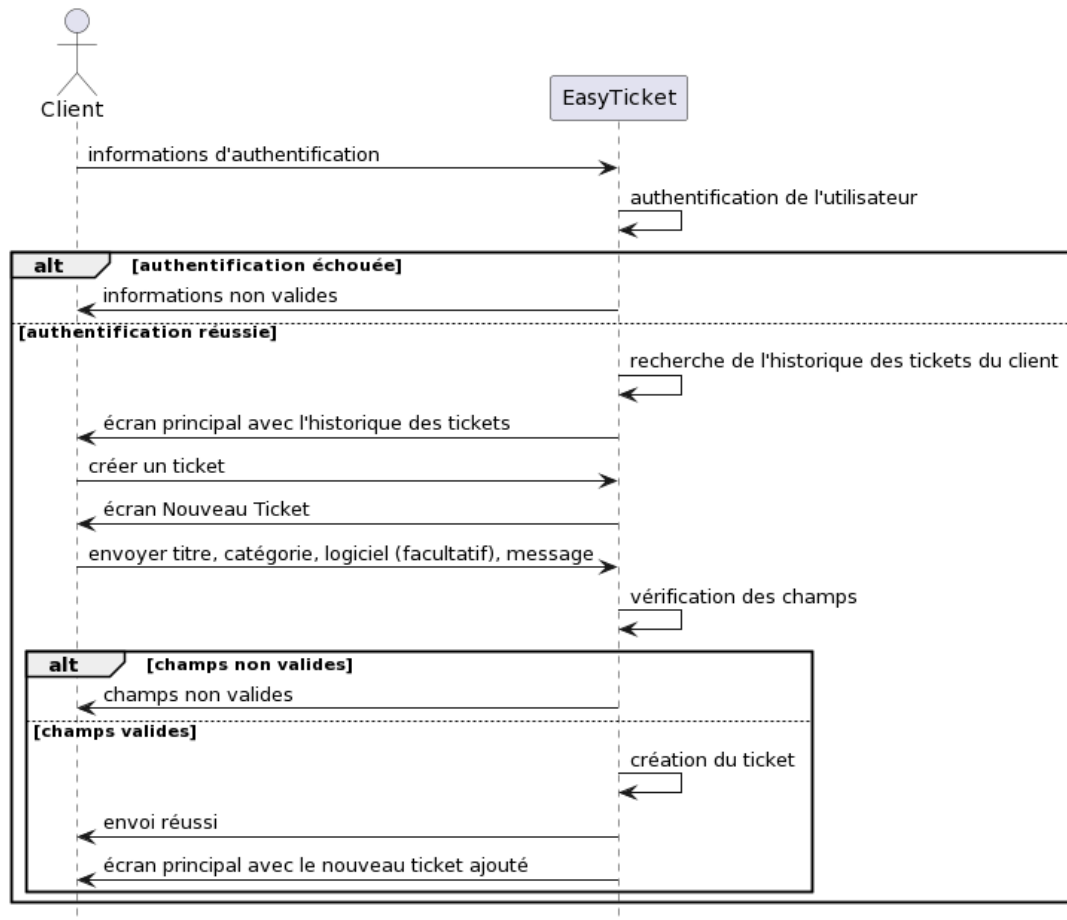 Client
EasyTicket
informations d'authentification
authentification de l'utilisateur
alt [authentification échouée]
informations non valides
[authentification réussie]
recherche de l'historique des tickets du client
écran principal avec l'historique des tickets
créer un ticket
écran Nouveau Ticket
envoyer titre, catégorie, logiciel (facultatif), message
vérification des champs
alt [champs non valides]
champs non valides
[champs valides]
création du ticket
envoi réussi
écran principal avec le nouveau ticket ajouté